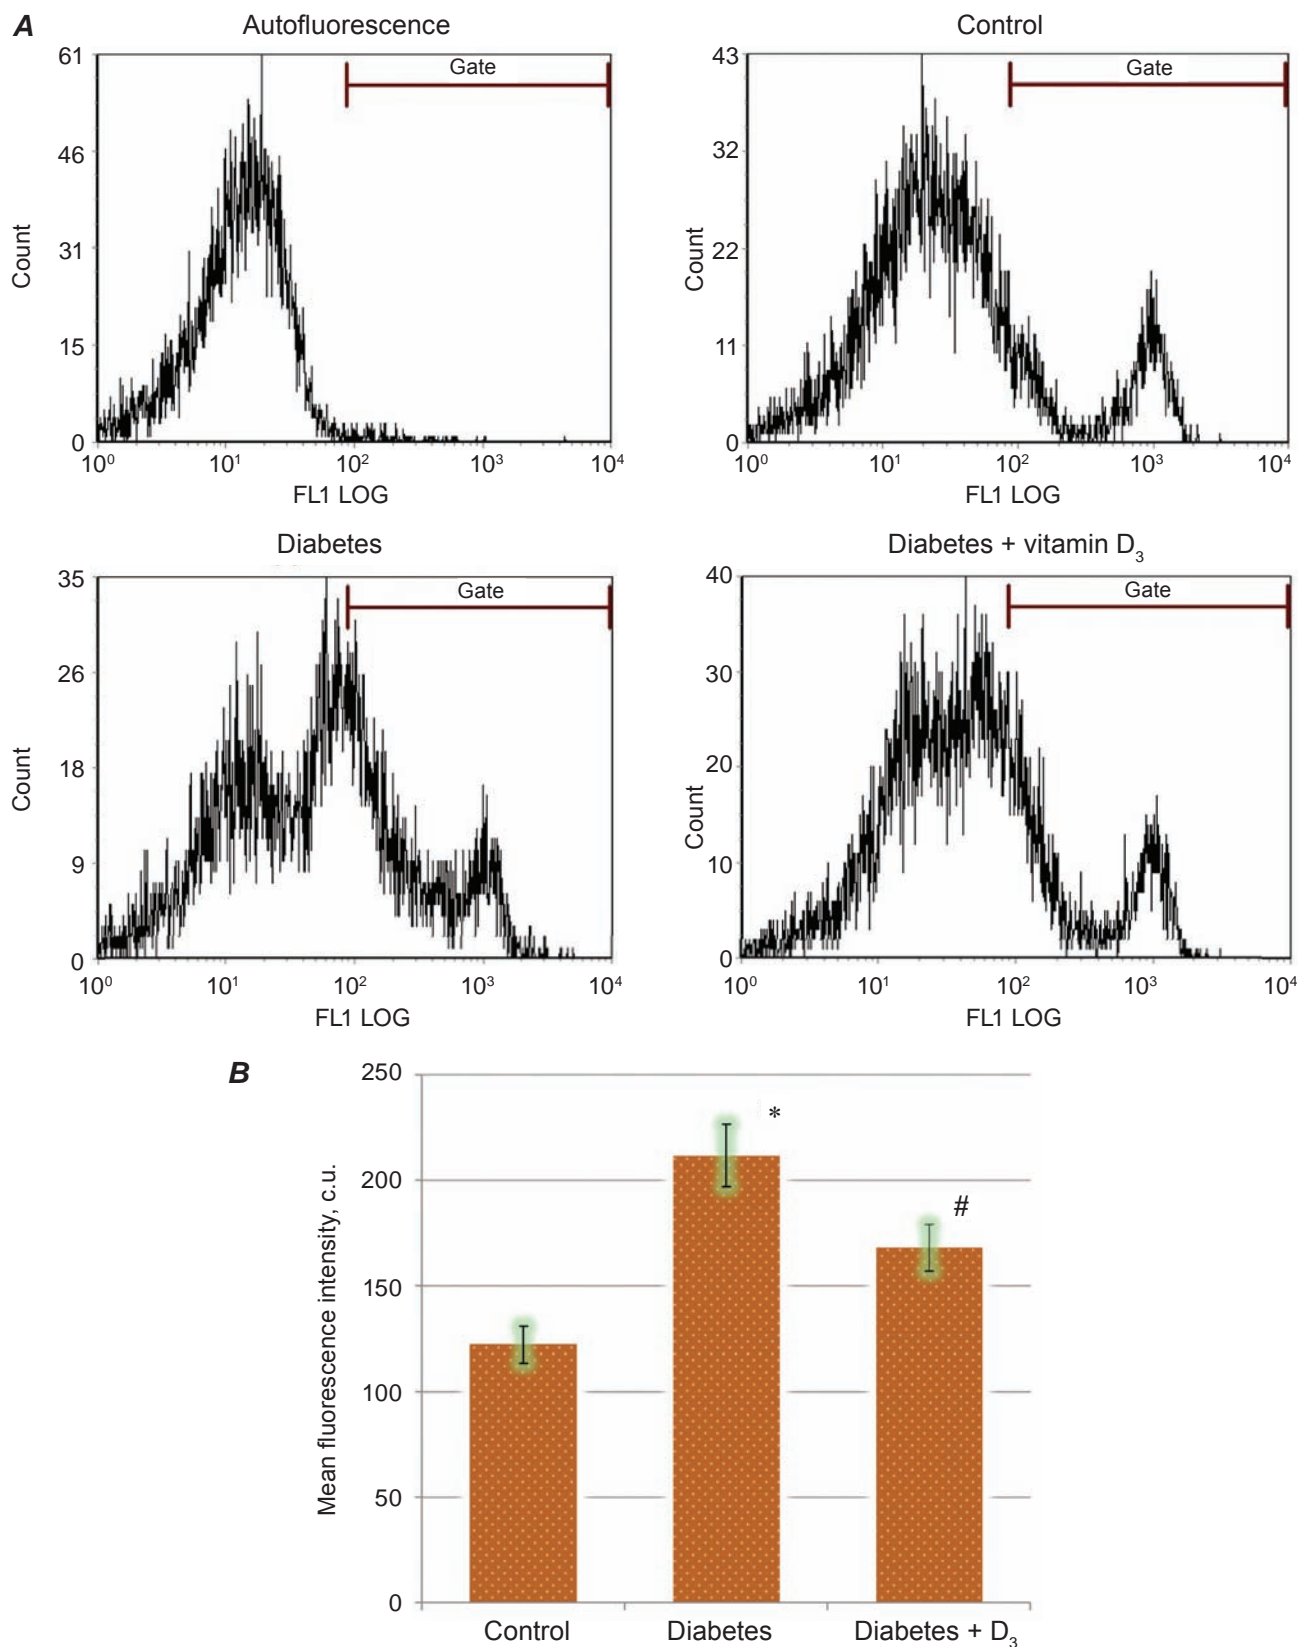 A
Autofluorescence
Control
61
46
31
15
0
Count
Gate
10⁰ 10¹ 10² 10³ 10⁴
FL1 LOG
43
32
22
11
0
Count
Gate
10⁰ 10¹ 10² 10³ 10⁴
FL1 LOG
Diabetes
Diabetes + vitamin D₃
35
26
18
9
0
Count
Gate
10⁰ 10¹ 10² 10³ 10⁴
FL1 LOG
40
30
20
10
0
Count
Gate
10⁰ 10¹ 10² 10³ 10⁴
FL1 LOG
B
Mean fluorescence intensity, c.u.
250
200
150
100
50
0
*
#
Control Diabetes Diabetes + D₃